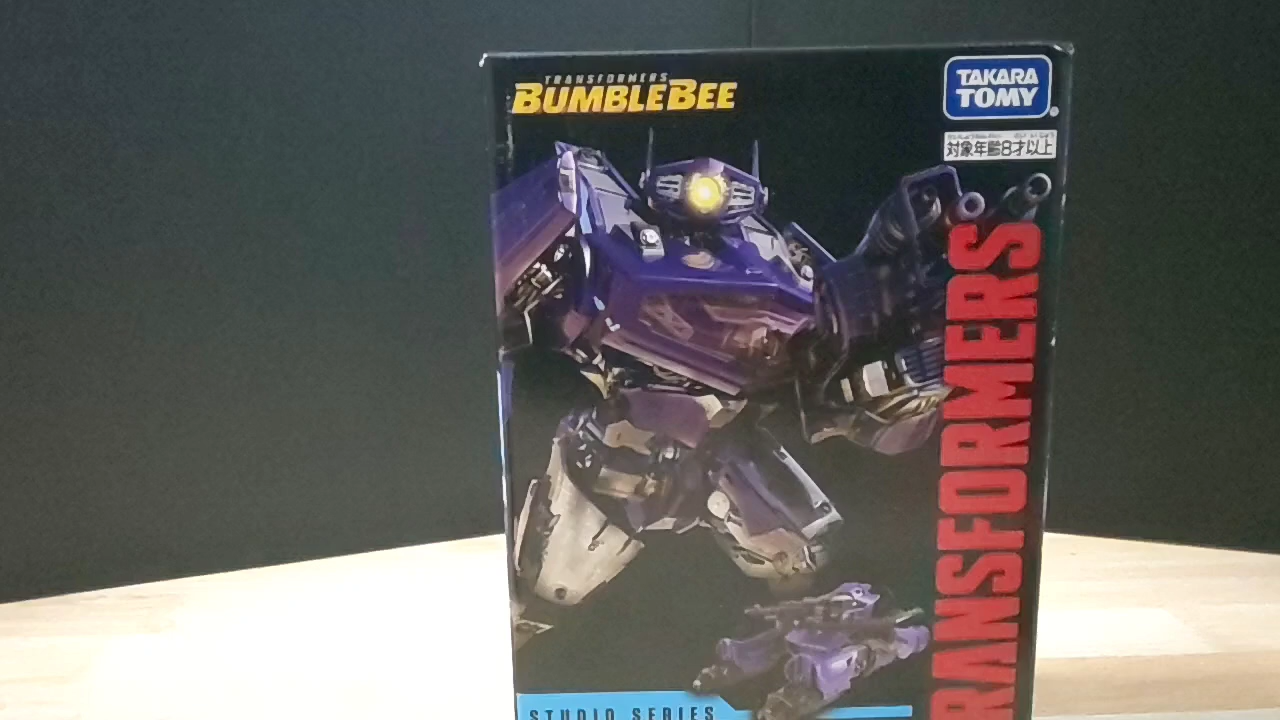 TRANSFORMERS
BUMBLEBEE
TAKARA
TOMY
対象年齢8才以上
TRANSFORMERS
STUDIO SERIES